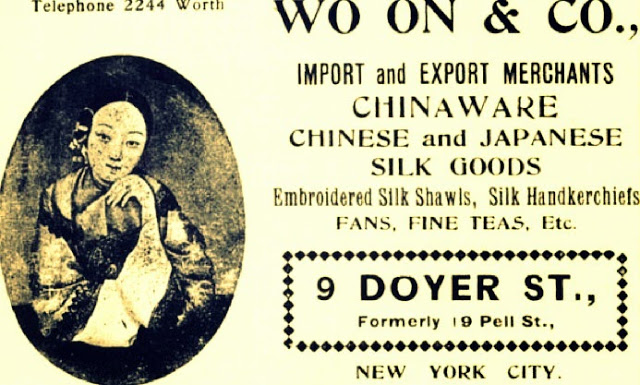 Telephone 2244 Worth
WO ON & CO.,
IMPORT and EXPORT MERCHANTS
CHINAWARE
CHINESE and JAPANESE
SILK GOODS
Embroidered Silk Shawls, Silk Handkerchiefs
FANS, FINE TEAS, Etc.
9 DOYER ST.,
Formerly 19 Pell St.,
NEW YORK CITY.